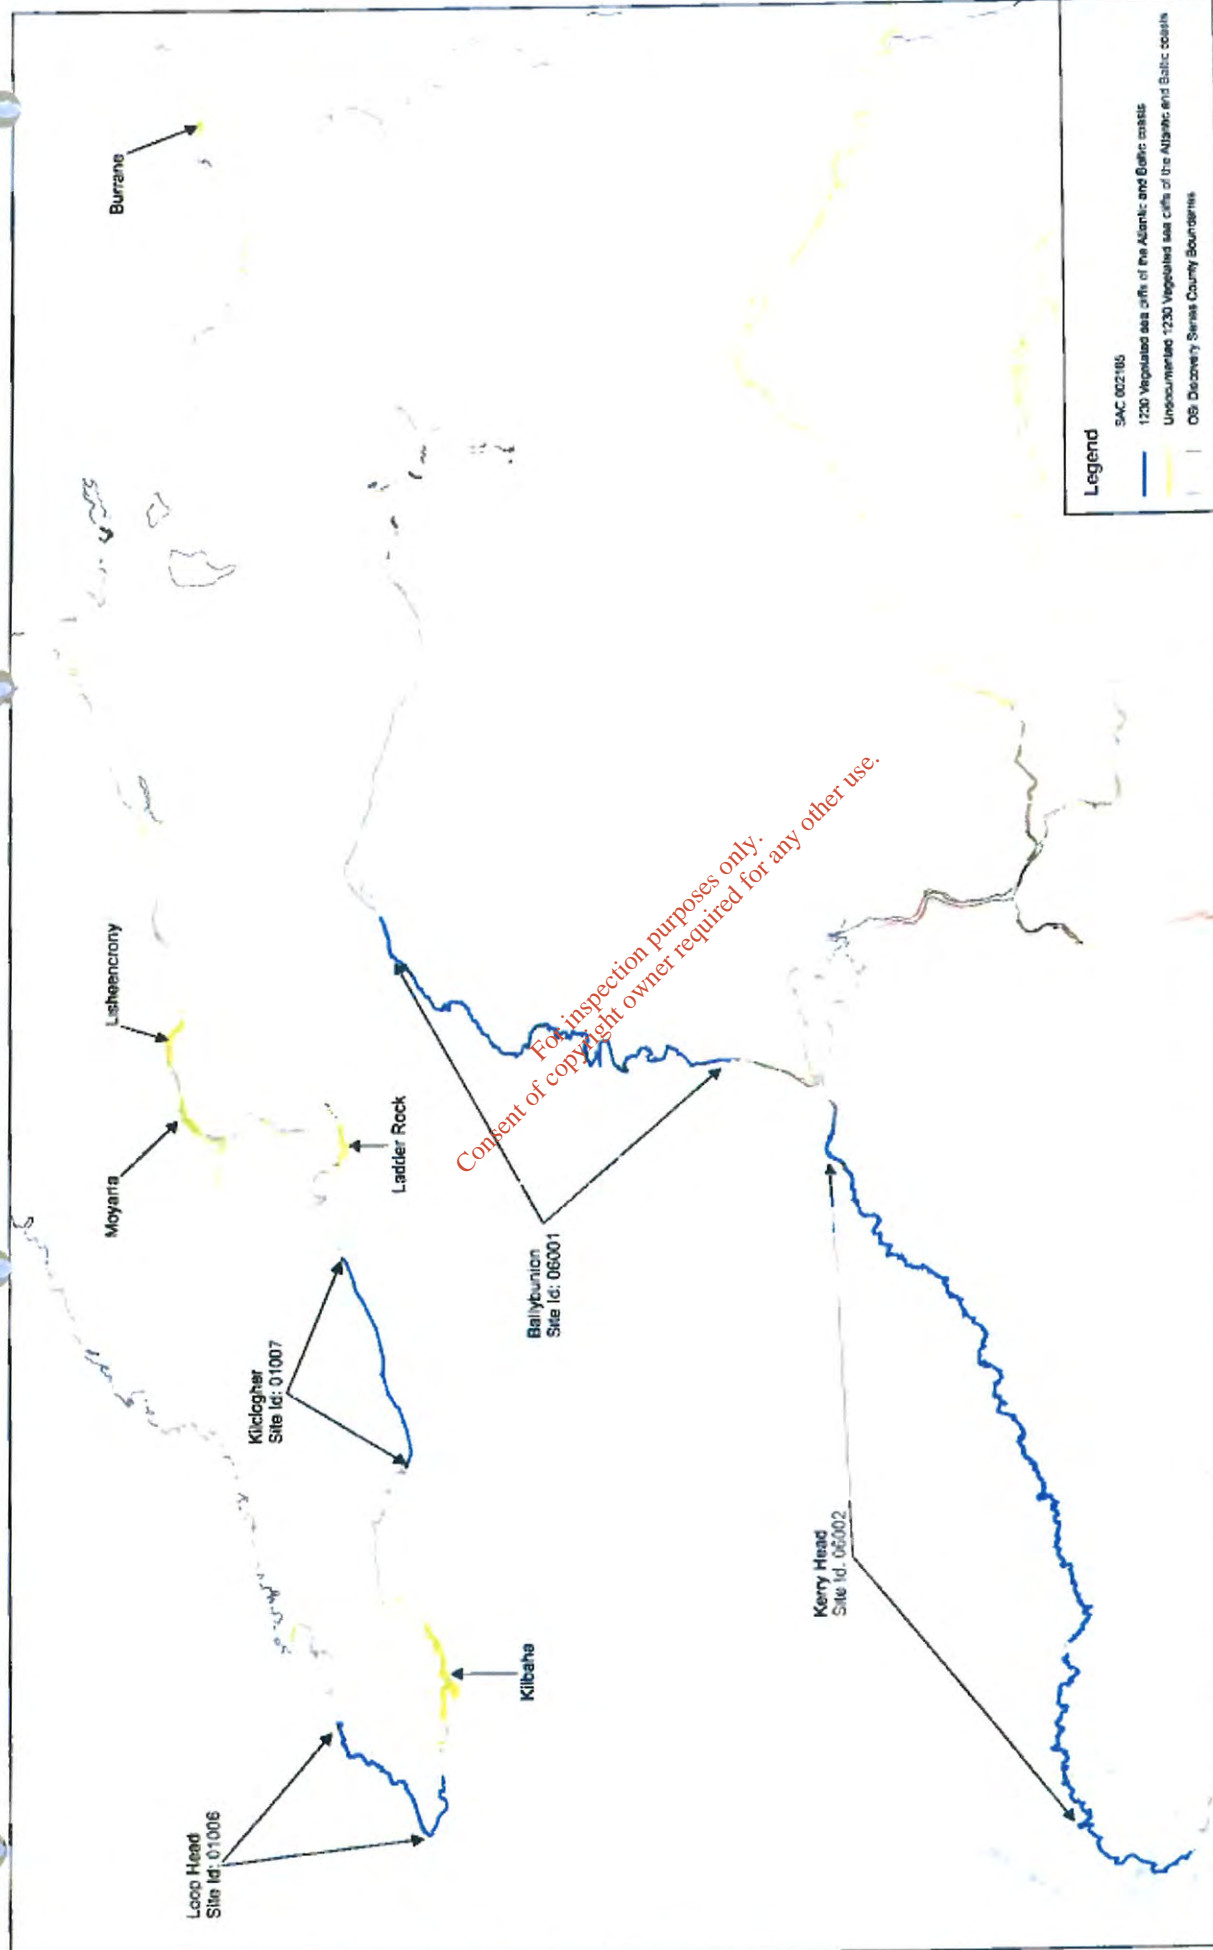 Burrane
Lisheencrony
Moyarta
Ladder Rock
Kilclogher
Site Id: 01007
Ballybunion
Site Id: 06001
Loop Head
Site Id: 01006
Kilbaha
Kerry Head
Site Id: 06002
For inspection purposes only.
Consent of copyright owner required for any other use.
Legend
SAC 002165
1230 Vegetated sea cliffs of the Atlantic and Baltic coasts
Undocumented 1230 Vegetated sea cliffs of the Atlantic and Baltic coasts
OSi Discovery Series County Boundaries